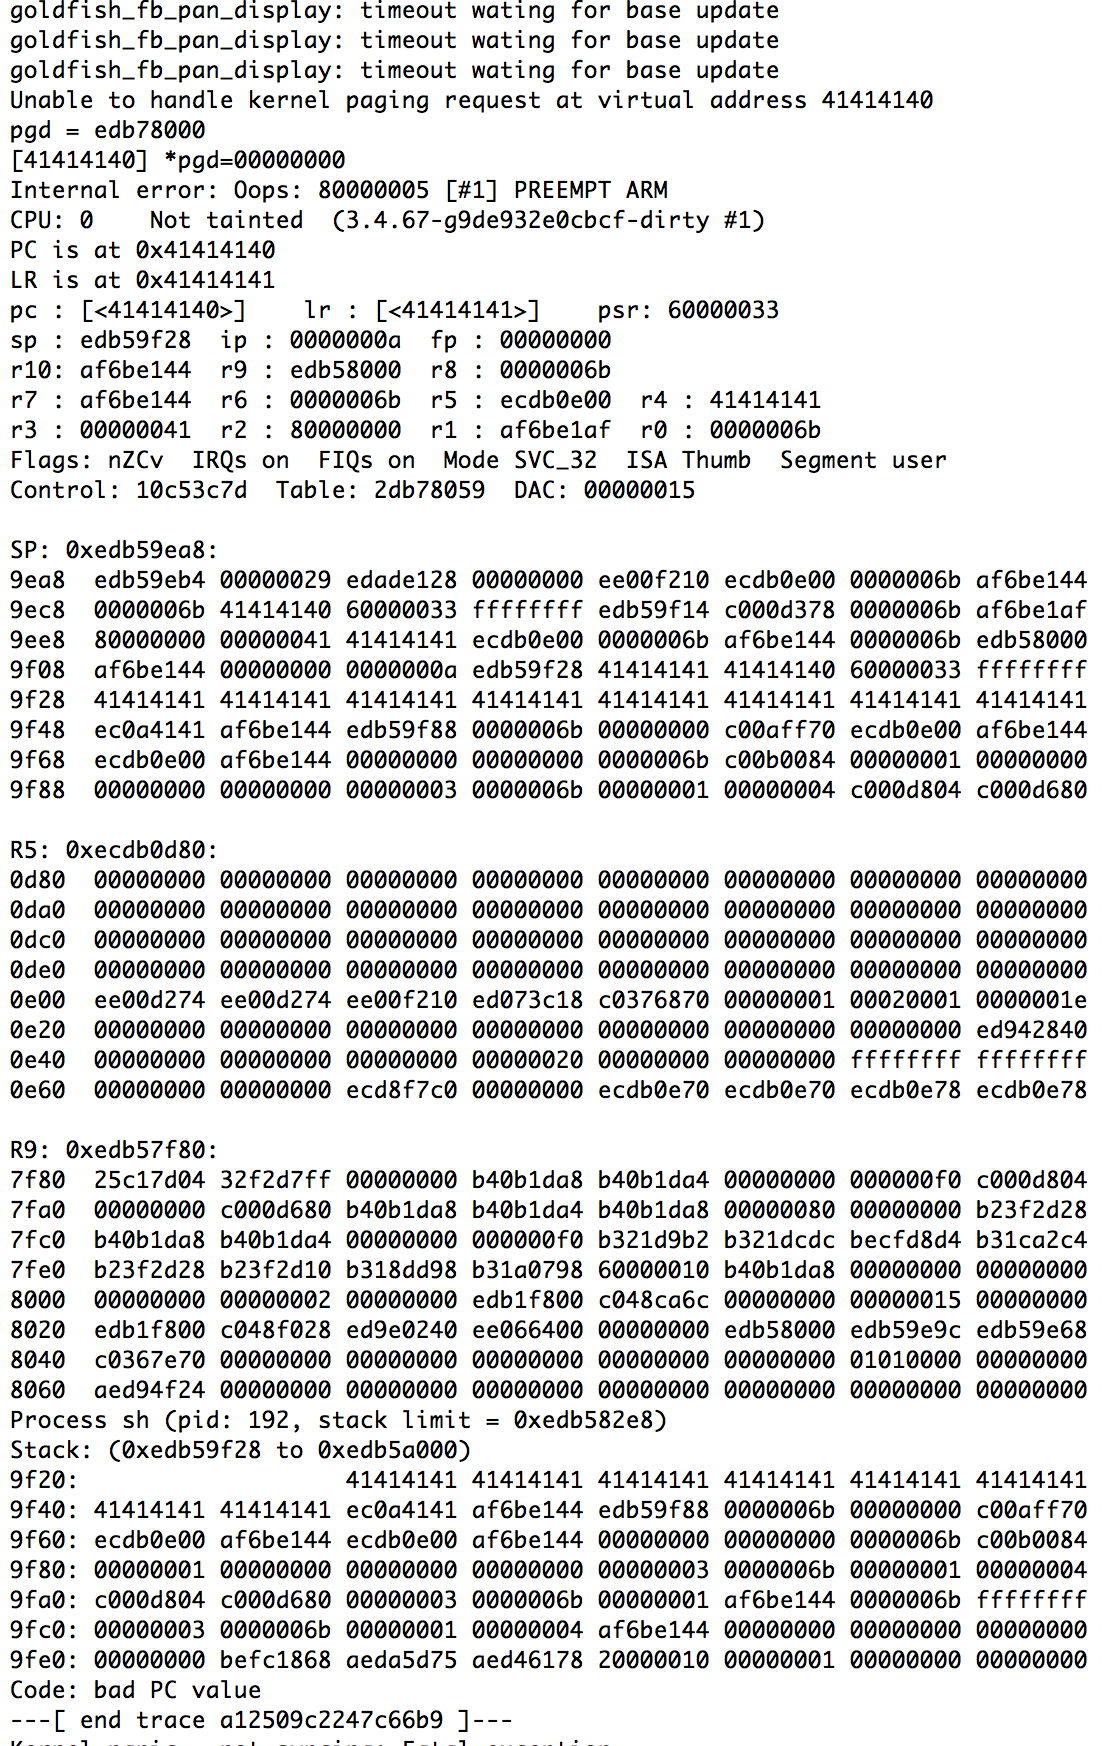 goldfish_fb_pan_display: timeout wating for base update
goldfish_fb_pan_display: timeout wating for base update
goldfish_fb_pan_display: timeout wating for base update
Unable to handle kernel paging request at virtual address 41414140
pgd = edb78000
[41414140] *pgd=00000000
Internal error: Oops: 80000005 [#1] PREEMPT ARM
CPU: 0    Not tainted  (3.4.67-g9de932e0cbcf-dirty #1)
PC is at 0x41414140
LR is at 0x41414141
pc : [<41414140>]    lr : [<41414141>]    psr: 60000033
sp : edb59f28  ip : 0000000a  fp : 00000000
r10: af6be144  r9 : edb58000  r8 : 0000006b
r7 : af6be144  r6 : 0000006b  r5 : ecdb0e00  r4 : 41414141
r3 : 00000041  r2 : 80000000  r1 : af6be1af  r0 : 0000006b
Flags: nZCv  IRQs on  FIQs on  Mode SVC_32  ISA Thumb  Segment user
Control: 10c53c7d  Table: 2db78059  DAC: 00000015
SP: 0xedb59ea8:
9ea8  edb59eb4 00000029 edade128 00000000 ee00f210 ecdb0e00 0000006b af6be144
9ec8  0000006b 41414140 60000033 ffffffff edb59f14 c000d378 0000006b af6be1af
9ee8  80000000 00000041 41414141 ecdb0e00 0000006b af6be144 0000006b edb58000
9f08  af6be144 00000000 0000000a edb59f28 41414141 41414140 60000033 ffffffff
9f28  41414141 41414141 41414141 41414141 41414141 41414141 41414141 41414141
9f48  ec0a4141 af6be144 edb59f88 0000006b 00000000 c00aff70 ecdb0e00 af6be144
9f68  ecdb0e00 af6be144 00000000 00000000 0000006b c00b0084 00000001 00000000
9f88  00000000 00000000 00000003 0000006b 00000001 00000004 c000d804 c000d680
R5: 0xecdb0d80:
0d80  00000000 00000000 00000000 00000000 00000000 00000000 00000000 00000000
0da0  00000000 00000000 00000000 00000000 00000000 00000000 00000000 00000000
0dc0  00000000 00000000 00000000 00000000 00000000 00000000 00000000 00000000
0de0  00000000 00000000 00000000 00000000 00000000 00000000 00000000 00000000
0e00  ee00d274 ee00d274 ee00f210 ed073c18 c0376870 00000001 00020001 0000001e
0e20  00000000 00000000 00000000 00000000 00000000 00000000 00000000 ed942840
0e40  00000000 00000000 00000000 00000020 00000000 00000000 ffffffff ffffffff
0e60  00000000 00000000 ecd8f7c0 00000000 ecdb0e70 ecdb0e70 ecdb0e78 ecdb0e78
R9: 0xedb57f80:
7f80  25c17d04 32f2d7ff 00000000 b40b1da8 b40b1da4 00000000 000000f0 c000d804
7fa0  00000000 c000d680 b40b1da8 b40b1da4 b40b1da8 00000080 00000000 b23f2d28
7fc0  b40b1da8 b40b1da4 00000000 000000f0 b321d9b2 b321dcdc becfd8d4 b31ca2c4
7fe0  b23f2d28 b23f2d10 b318dd98 b31a0798 60000010 b40b1da8 00000000 00000000
8000  00000000 00000002 00000000 edb1f800 c048ca6c 00000000 00000015 00000000
8020  edb1f800 c048f028 ed9e0240 ee066400 00000000 edb58000 edb59e9c edb59e68
8040  c0367e70 00000000 00000000 00000000 00000000 00000000 01010000 00000000
8060  aed94f24 00000000 00000000 00000000 00000000 00000000 00000000 00000000
Process sh (pid: 192, stack limit = 0xedb582e8)
Stack: (0xedb59f28 to 0xedb5a000)
9f20:                   41414141 41414141 41414141 41414141 41414141 41414141
9f40: 41414141 41414141 ec0a4141 af6be144 edb59f88 0000006b 00000000 c00aff70
9f60: ecdb0e00 af6be144 ecdb0e00 af6be144 00000000 00000000 0000006b c00b0084
9f80: 00000001 00000000 00000000 00000000 00000003 0000006b 00000001 00000004
9fa0: c000d804 c000d680 00000003 0000006b 00000001 af6be144 0000006b ffffffff
9fc0: 00000003 0000006b 00000001 00000004 af6be144 00000000 00000000 00000000
9fe0: 00000000 befc1868 aeda5d75 aed46178 20000010 00000001 00000000 00000000
Code: bad PC value
---[ end trace a12509c2247c66b9 ]---
Kernel panic - not syncing: Fatal exception